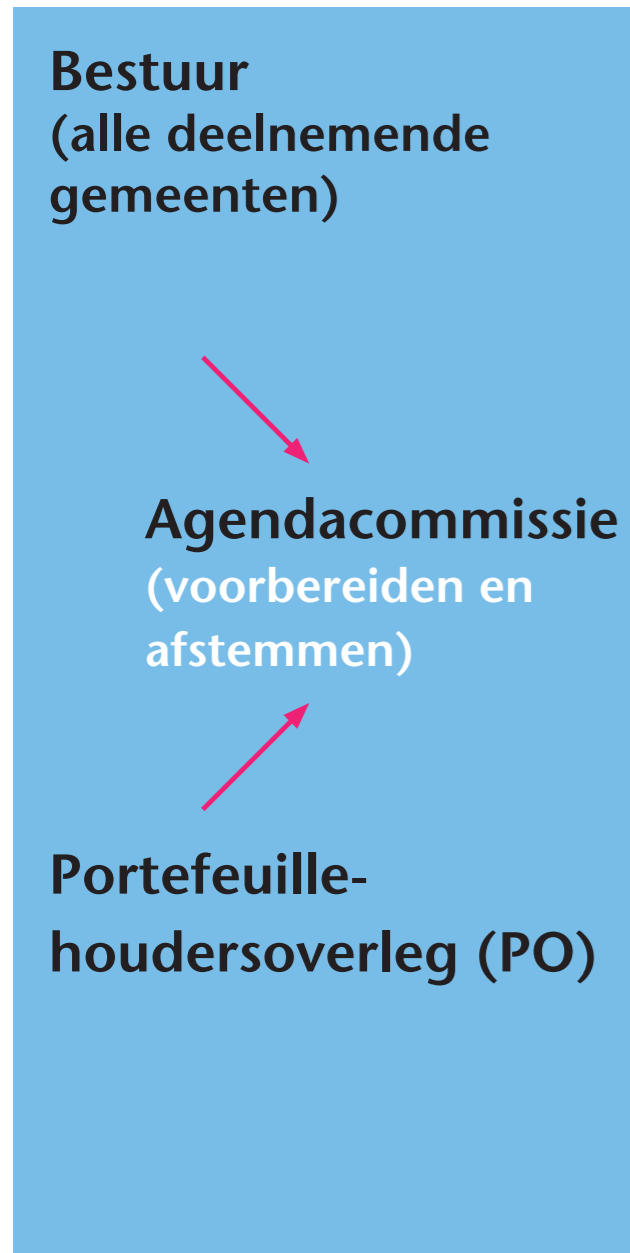 Bestuur
(alle deelnemende
gemeenten)
Agendacommissie
(voorbereiden en
afstemmen)
Portefeuille-
houdersoverleg (PO)